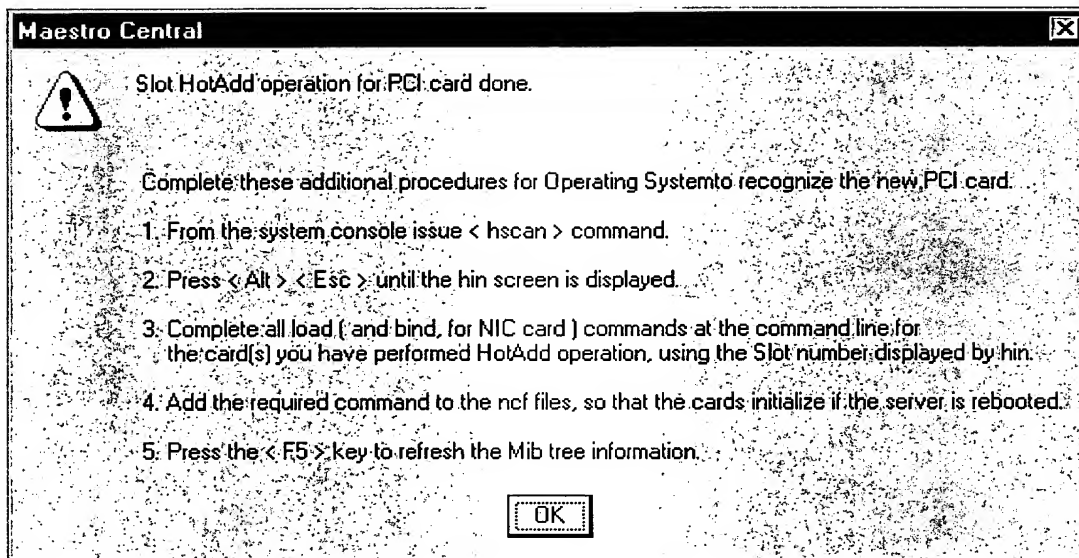 Maestro Central
Slot HotAdd operation for PCI card done.
Complete these additional procedures for Operating Systemto recognize the new PCI card.
1. From the system console issue < hscan > command.
2. Press < Alt > < Esc > until the hin screen is displayed.
3. Complete all load ( and bind, for NIC card ) commands at the command line for
the card(s) you have performed HotAdd operation, using the Slot number displayed by hin.
4. Add the required command to the ncf files, so that the cards initialize if the server is rebooted.
5. Press the < F5 > key to refresh the Mib tree information.
OK